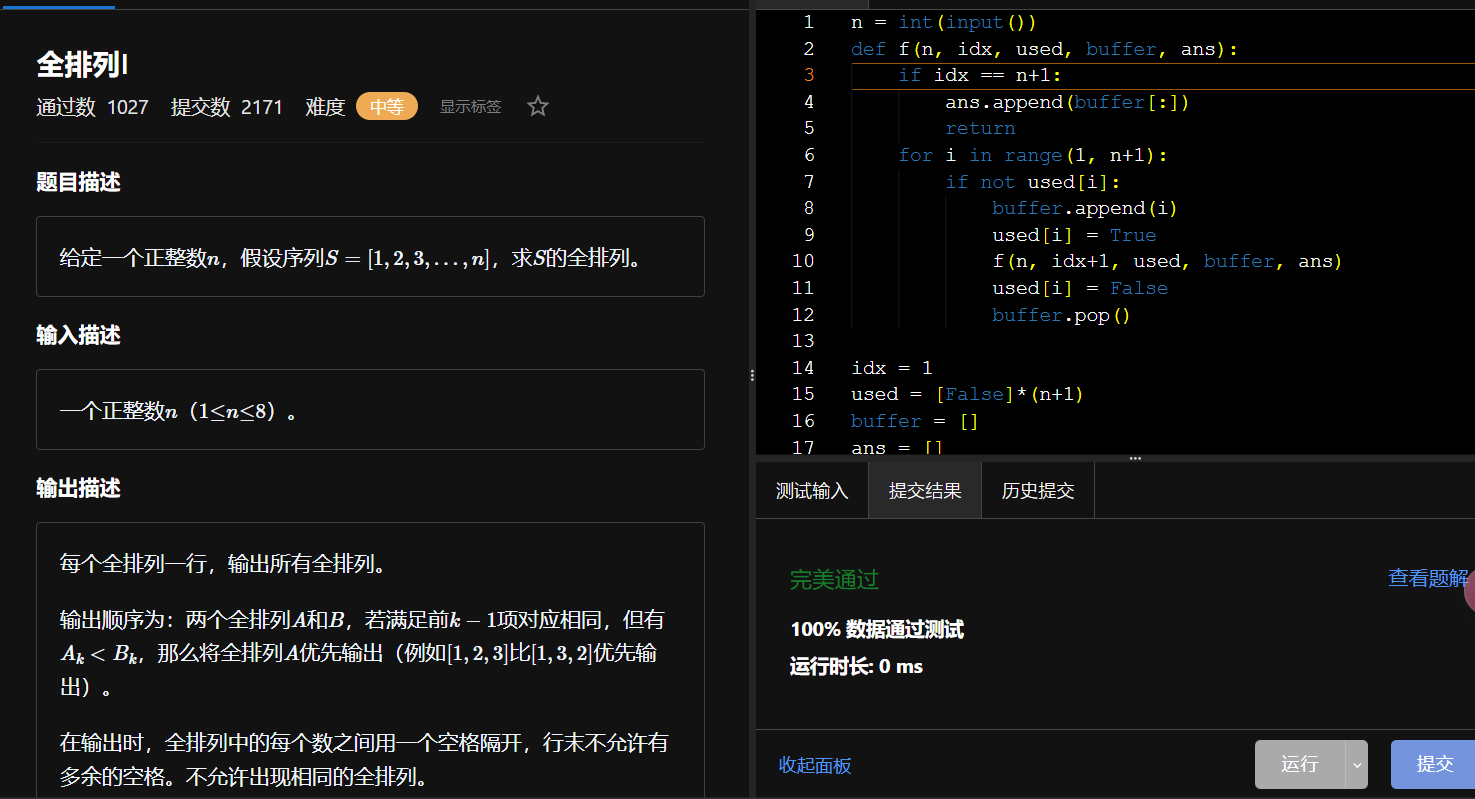 全排列I
通过数 1027 提交数 2171 难度 中等 显示标签
题目描述
给定一个正整数n，假设序列S = [1, 2, 3, . . . , n]，求S的全排列。
输入描述
一个正整数n（1≤n≤8）。
输出描述
每个全排列一行，输出所有全排列。
输出顺序为：两个全排列A和B，若满足前k − 1项对应相同，但有
Aₖ < Bₖ，那么将全排列A优先输出（例如[1, 2, 3]比[1, 3, 2]优先输
出）。
在输出时，全排列中的每个数之间用一个空格隔开，行末不允许有
多余的空格。不允许出现相同的全排列。
1 n = int(input())
2 def f(n, idx, used, buffer, ans):
3     if idx == n+1:
4         ans.append(buffer[:])
5         return
6     for i in range(1, n+1):
7         if not used[i]:
8             buffer.append(i)
9             used[i] = True
10             f(n, idx+1, used, buffer, ans)
11             used[i] = False
12             buffer.pop()
13
14 idx = 1
15 used = [False]*(n+1)
16 buffer = []
17 ans = []
测试输入 提交结果 历史提交
完美通过 查看题解
100% 数据通过测试
运行时长: 0 ms
收起面板 运行 提交